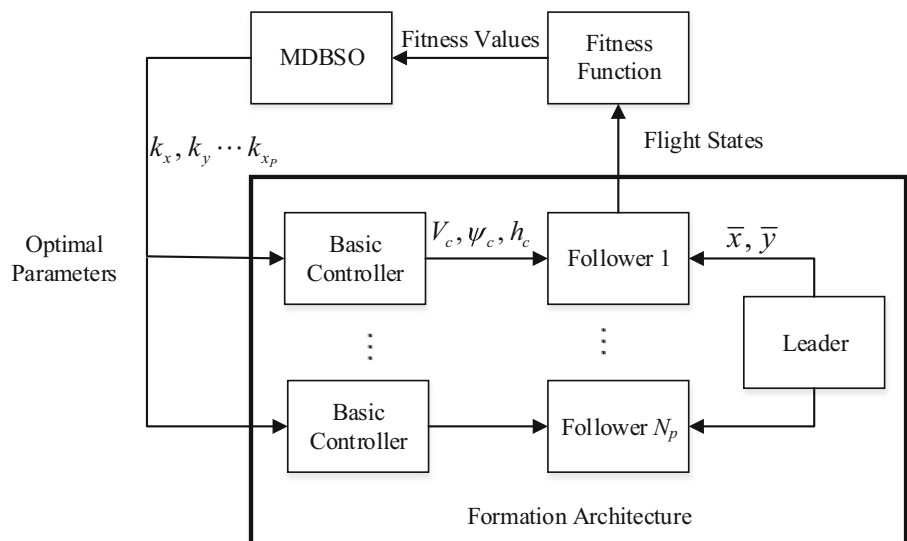 MDBSO
Fitness Values
Fitness
Function
k_x, k_y ⋯ k_{x_P}
Flight States
Optimal
Parameters
Basic
Controller
V_c, ψ_c, h_c
Follower 1
x̄, ȳ
⋮
⋮
Leader
Basic
Controller
Follower N_p
Formation Architecture